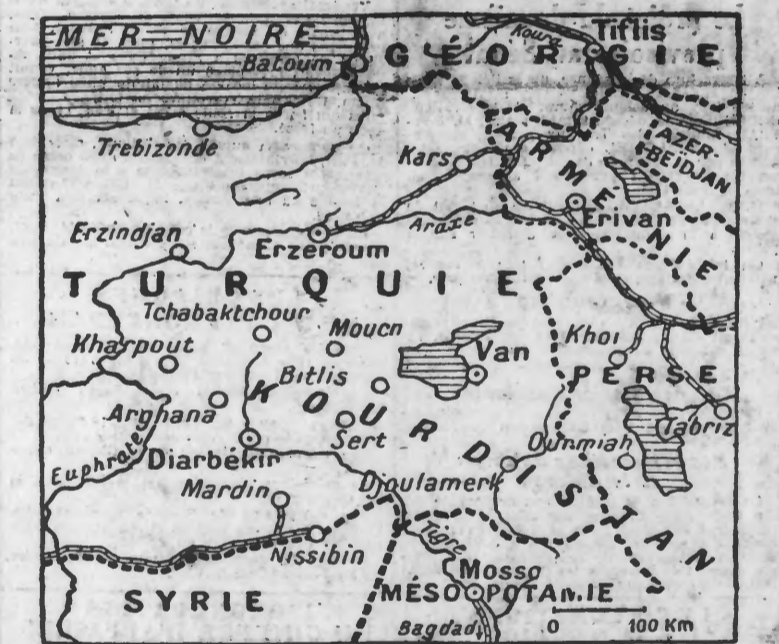 MER NOIRE
Koura
Tiflis
Batoum
GÉORGIE
Trebizonde
Kars
ARMENIE
AZER-
BEIDJAN
Erivan
Araxe
Erzindjan
Erzeroum
TURQUIE
Tchabaktchour
Mouch
Khoi
Kharpout
Van
Bitlis
PERSE
KOURDISTAN
Arghana
Sert
Tabriz
Ourmiah
Euphrate
Diarbékir
Djoulamerk
Mardin
Nissibin
Tigre
Mosso
SYRIE
MÉSOPOTAMIE
0 100 Km
Bagdad